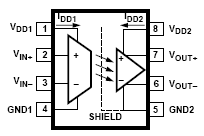 IDD1 IDD2
VDD1 1 8 VDD2
VIN+ 2 + + 7 VOUT+
VIN– 3 – – 6 VOUT–
GND1 4 5 GND2
SHIELD